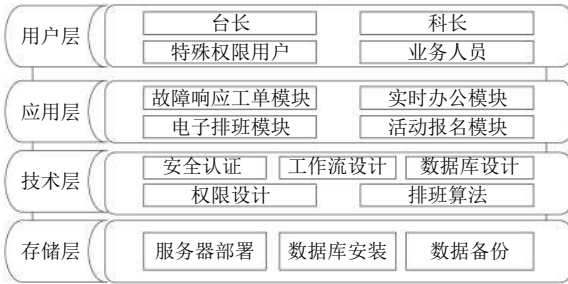 用户层
台长
科长
特殊权限用户
业务人员
应用层
故障响应工单模块
实时办公模块
电子排班模块
活动报名模块
技术层
安全认证
工作流设计
数据库设计
权限设计
排班算法
存储层
服务器部署
数据库安装
数据备份